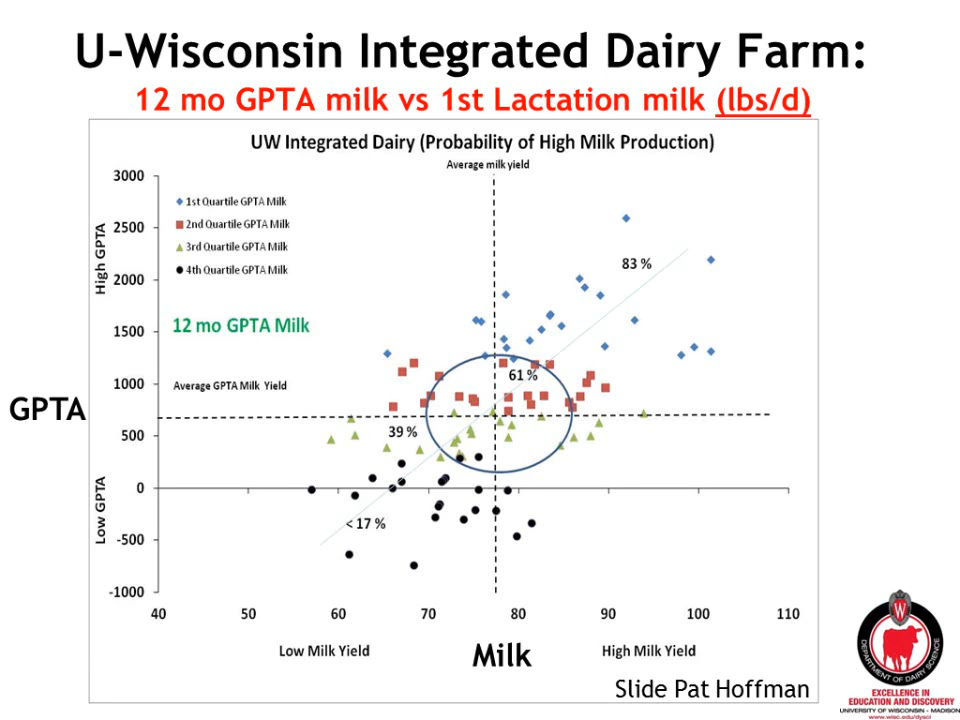 U-Wisconsin Integrated Dairy Farm:
12 mo GPTA milk vs 1st Lactation milk (lbs/d)
UW Integrated Dairy (Probability of High Milk Production)
Average milk yield
3000
2500
2000
1500
1000
500
0
-500
-1000
High GPTA
Low GPTA
GPTA
1st Quartile GPTA Milk
2nd Quartile GPTA Milk
3rd Quartile GPTA Milk
4th Quartile GPTA Milk
12 mo GPTA Milk
Average GPTA Milk Yield
83 %
61 %
39 %
< 17 %
40 50 60 70 80 90 100 110
Low Milk Yield Milk High Milk Yield
Slide Pat Hoffman
W
DEPARTMENT OF DAIRY SCIENCE
EXCELLENCE IN
EDUCATION AND DISCOVERY
UNIVERSITY OF WISCONSIN - MADISON
www.wisc.edu/dysci